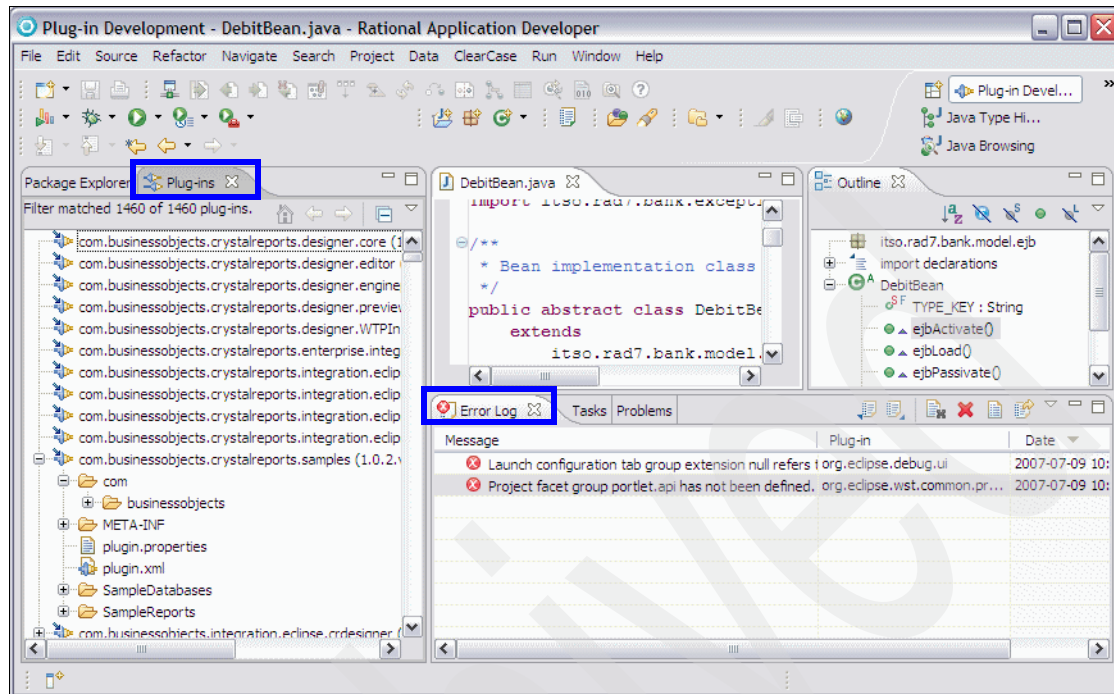 Plug-in Development - DebitBean.java - Rational Application Developer
File Edit Source Refactor Navigate Search Project Data ClearCase Run Window Help
Plug-in Devel...
Java Type Hi...
Java Browsing
Package Explorer
Plug-ins
Filter matched 1460 of 1460 plug-ins.
com.businessobjects.crystalreports.designer.core (1
com.businessobjects.crystalreports.designer.editor (
com.businessobjects.crystalreports.designer.engine
com.businessobjects.crystalreports.designer.preview
com.businessobjects.crystalreports.designer.WTPIn
com.businessobjects.crystalreports.enterprise.integ
com.businessobjects.crystalreports.integration.eclip
com.businessobjects.crystalreports.integration.eclip
com.businessobjects.crystalreports.integration.eclip
com.businessobjects.crystalreports.integration.eclip
com.businessobjects.crystalreports.samples (1.0.2.v
com
businessobjects
META-INF
plugin.properties
plugin.xml
SampleDatabases
SampleReports
com.businessobjects.integration.eclipse.crdesigner (
DebitBean.java
import itso.rad7.bank.excepti
/**
* Bean implementation class
*/
public abstract class DebitBe
extends
itso.rad7.bank.model.
Outline
itso.rad7.bank.model.ejb
import declarations
DebitBean
TYPE_KEY : String
ejbActivate()
ejbLoad()
ejbPassivate()
Error Log
Tasks
Problems
Message Plug-in Date
Launch configuration tab group extension null refers t org.eclipse.debug.ui 2007-07-09 10:
Project facet group portlet.api has not been defined. org.eclipse.wst.common.pr... 2007-07-09 10: